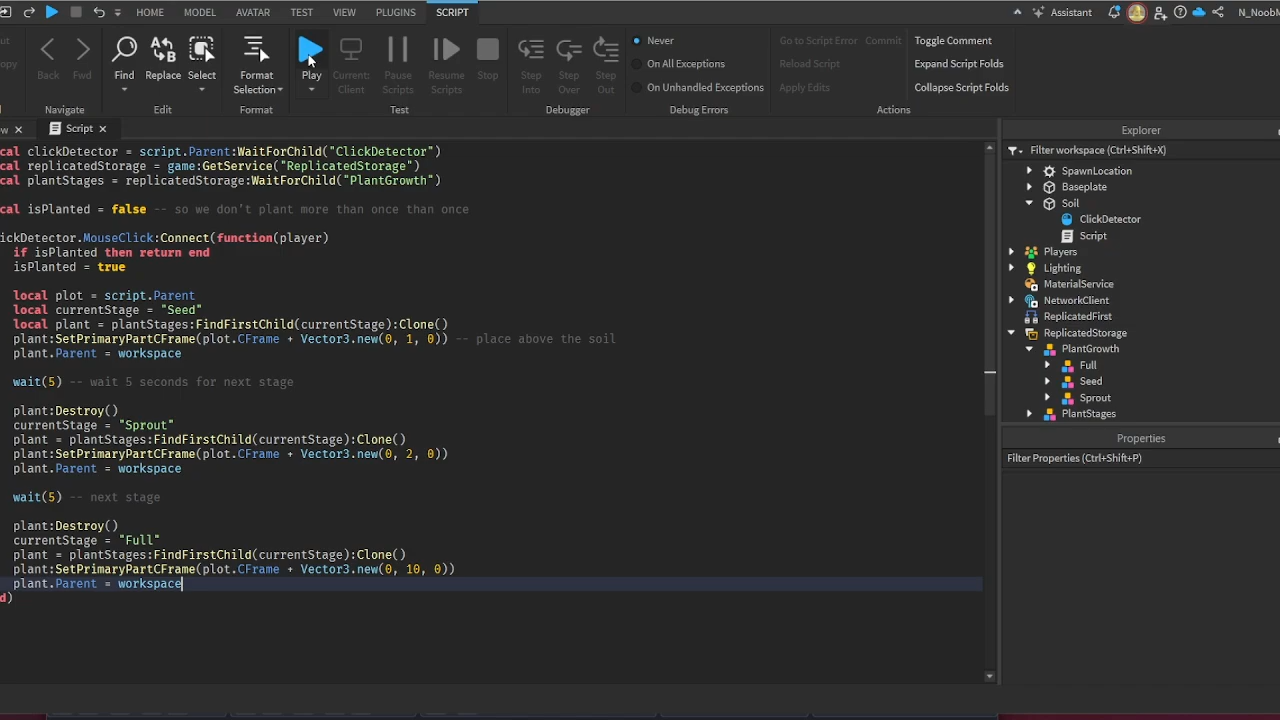 HOME MODEL AVATAR TEST VIEW PLUGINS SCRIPT Assistant N_Noob
Never Go to Script Error Commit Toggle Comment
On All Exceptions Reload Script Expand Script Folds
Back Fwd Find Replace Select Format Selection Play Current: Client Pause Scripts Resume Scripts Stop Step Into Step Over Step Out
On Unhandled Exceptions Apply Edits Collapse Script Folds
Navigate Edit Format Test Debugger Debug Errors Actions
Script
cal clickDetector = script.Parent:WaitForChild("ClickDetector")
cal replicatedStorage = game:GetService("ReplicatedStorage")
cal plantStages = replicatedStorage:WaitForChild("PlantGrowth")
cal isPlanted = false -- so we don't plant more than once than once
ickDetector.MouseClick:Connect(function(player)
if isPlanted then return end
isPlanted = true
local plot = script.Parent
local currentStage = "Seed"
local plant = plantStages:FindFirstChild(currentStage):Clone()
plant:SetPrimaryPartCFrame(plot.CFrame + Vector3.new(0, 1, 0)) -- place above the soil
plant.Parent = workspace
wait(5) -- wait 5 seconds for next stage
plant:Destroy()
currentStage = "Sprout"
plant = plantStages:FindFirstChild(currentStage):Clone()
plant:SetPrimaryPartCFrame(plot.CFrame + Vector3.new(0, 2, 0))
plant.Parent = workspace
wait(5) -- next stage
plant:Destroy()
currentStage = "Full"
plant = plantStages:FindFirstChild(currentStage):Clone()
plant:SetPrimaryPartCFrame(plot.CFrame + Vector3.new(0, 10, 0))
plant.Parent = workspace
d)
Explorer
Filter workspace (Ctrl+Shift+X)
SpawnLocation
Baseplate
Soil
ClickDetector
Script
Players
Lighting
MaterialService
NetworkClient
ReplicatedFirst
ReplicatedStorage
PlantGrowth
Full
Seed
Sprout
PlantStages
Properties
Filter Properties (Ctrl+Shift+P)